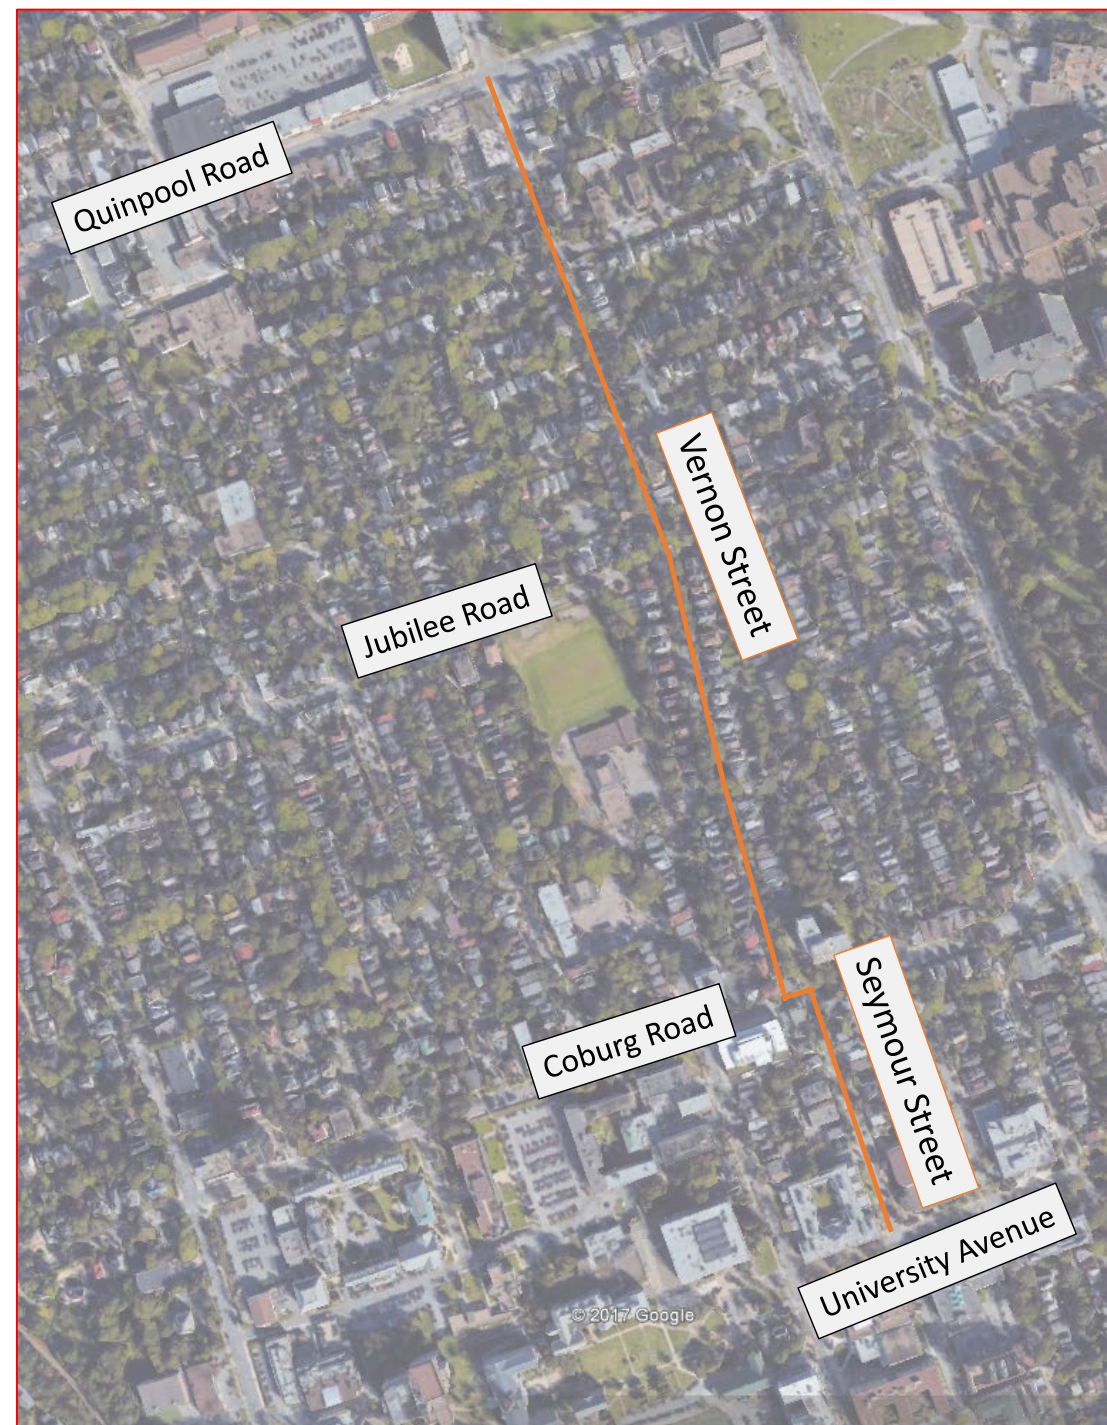 Quinpool Road
Vernon Street
Jubilee Road
Seymour Street
Coburg Road
University Avenue
© 2017 Google